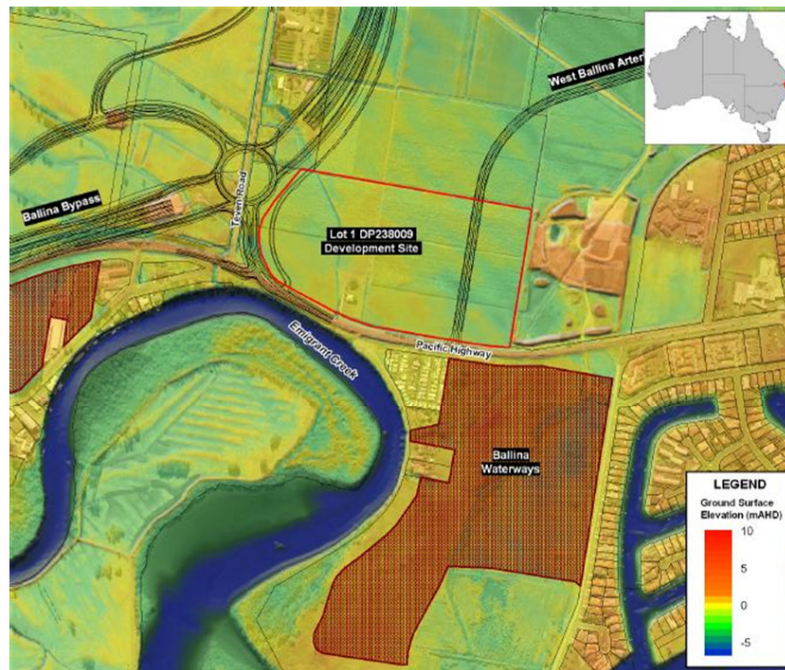 West Ballina Arteri
Ballina Bypass
Teven Road
Lot 1 DP238009
Development Site
Emigrant Creek
Pacific Highway
Ballina
Waterways
LEGEND
Ground Surface
Elevation (mAHD)
10
5
0
-5